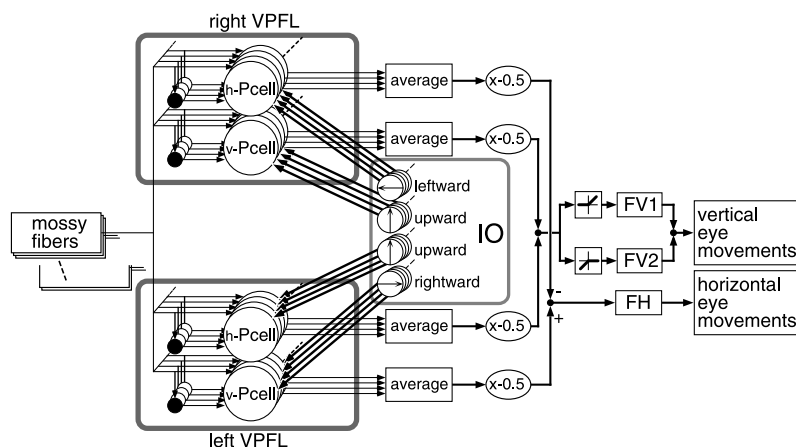 right VPFL
h-Pcell
average
x-0.5
v-Pcell
average
x-0.5
leftward
upward
IO
upward
rightward
mossy
fibers
FV1
FV2
vertical
eye
movements
-
+
FH
horizontal
eye
movements
h-Pcell
average
x-0.5
v-Pcell
average
x-0.5
left VPFL